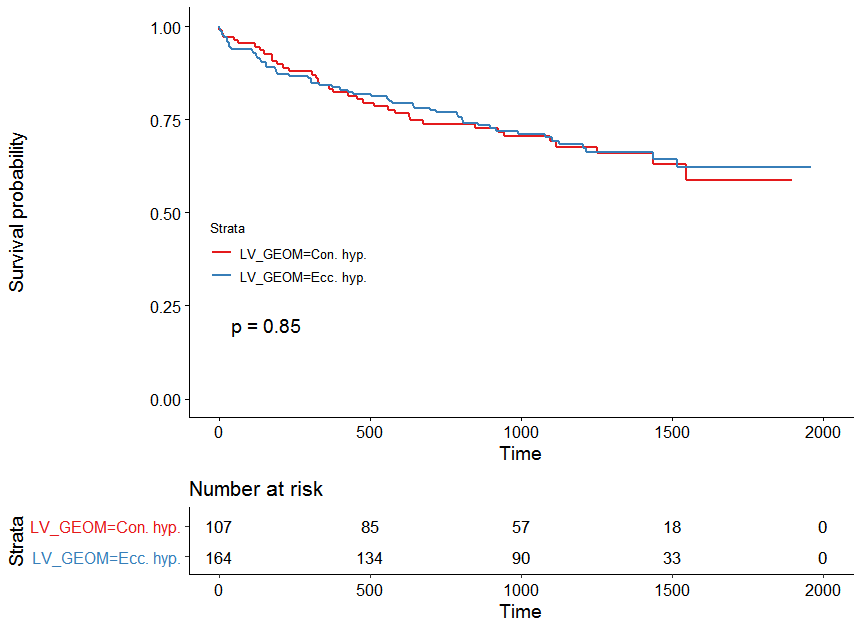 Survival probability
1.00
0.75
0.50
0.25
0.00
Strata
LV_GEOM=Con. hyp.
LV_GEOM=Ecc. hyp.
p = 0.85
0 500 1000 1500 2000
Time
Number at risk
Strata
LV_GEOM=Con. hyp. 107 85 57 18 0
LV_GEOM=Ecc. hyp. 164 134 90 33 0
0 500 1000 1500 2000
Time